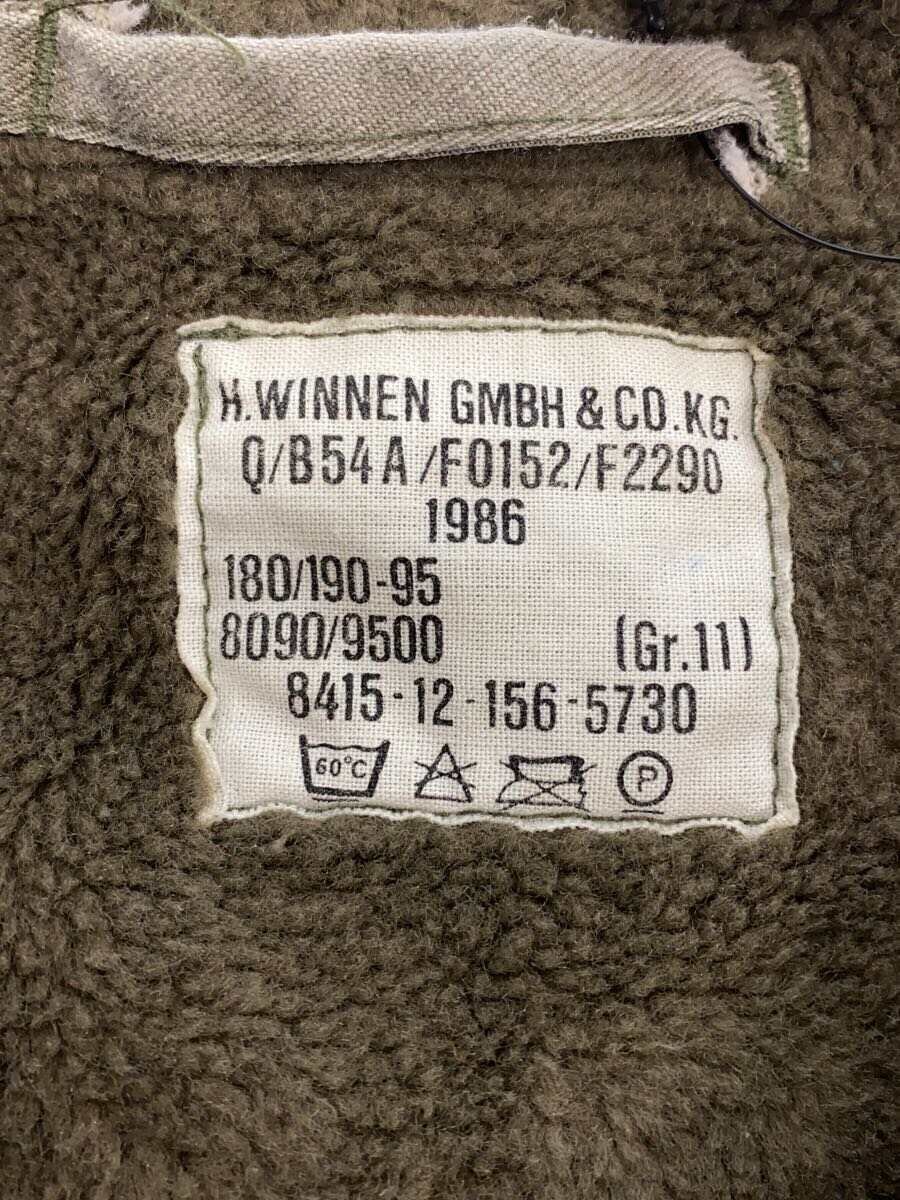 H.WINNEN GMBH & CO.KG.
Q/B54A/F0152/F2290
1986
180/190-95
8090/9500 (Gr.11)
8415-12-156-5730
60°C P